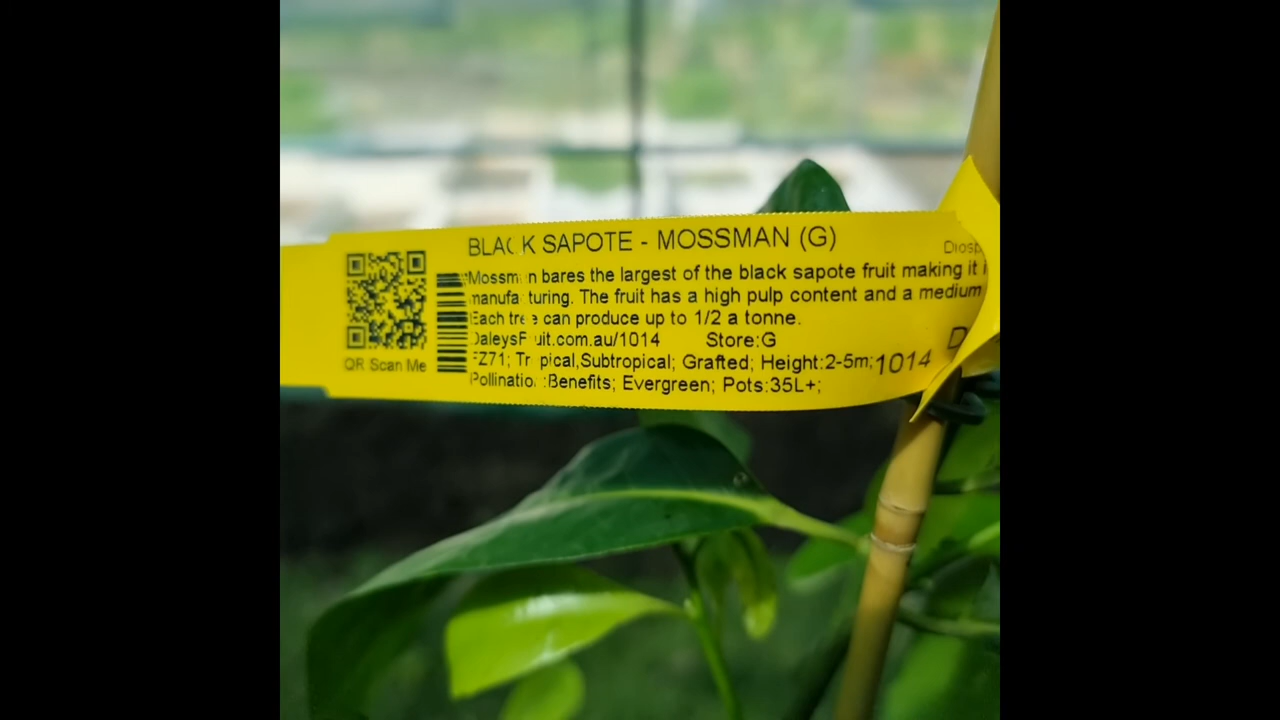 BLACK SAPOTE - MOSSMAN (G)
Diosp
Mossman bares the largest of the black sapote fruit making it i
manufacturing. The fruit has a high pulp content and a medium
Each tree can produce up to 1/2 a tonne.
DaleysFruit.com.au/1014 Store:G
FZ71; Tropical,Subtropical; Grafted; Height:2-5m;
Pollination:Benefits; Evergreen; Pots:35L+;
1014
D
QR Scan Me